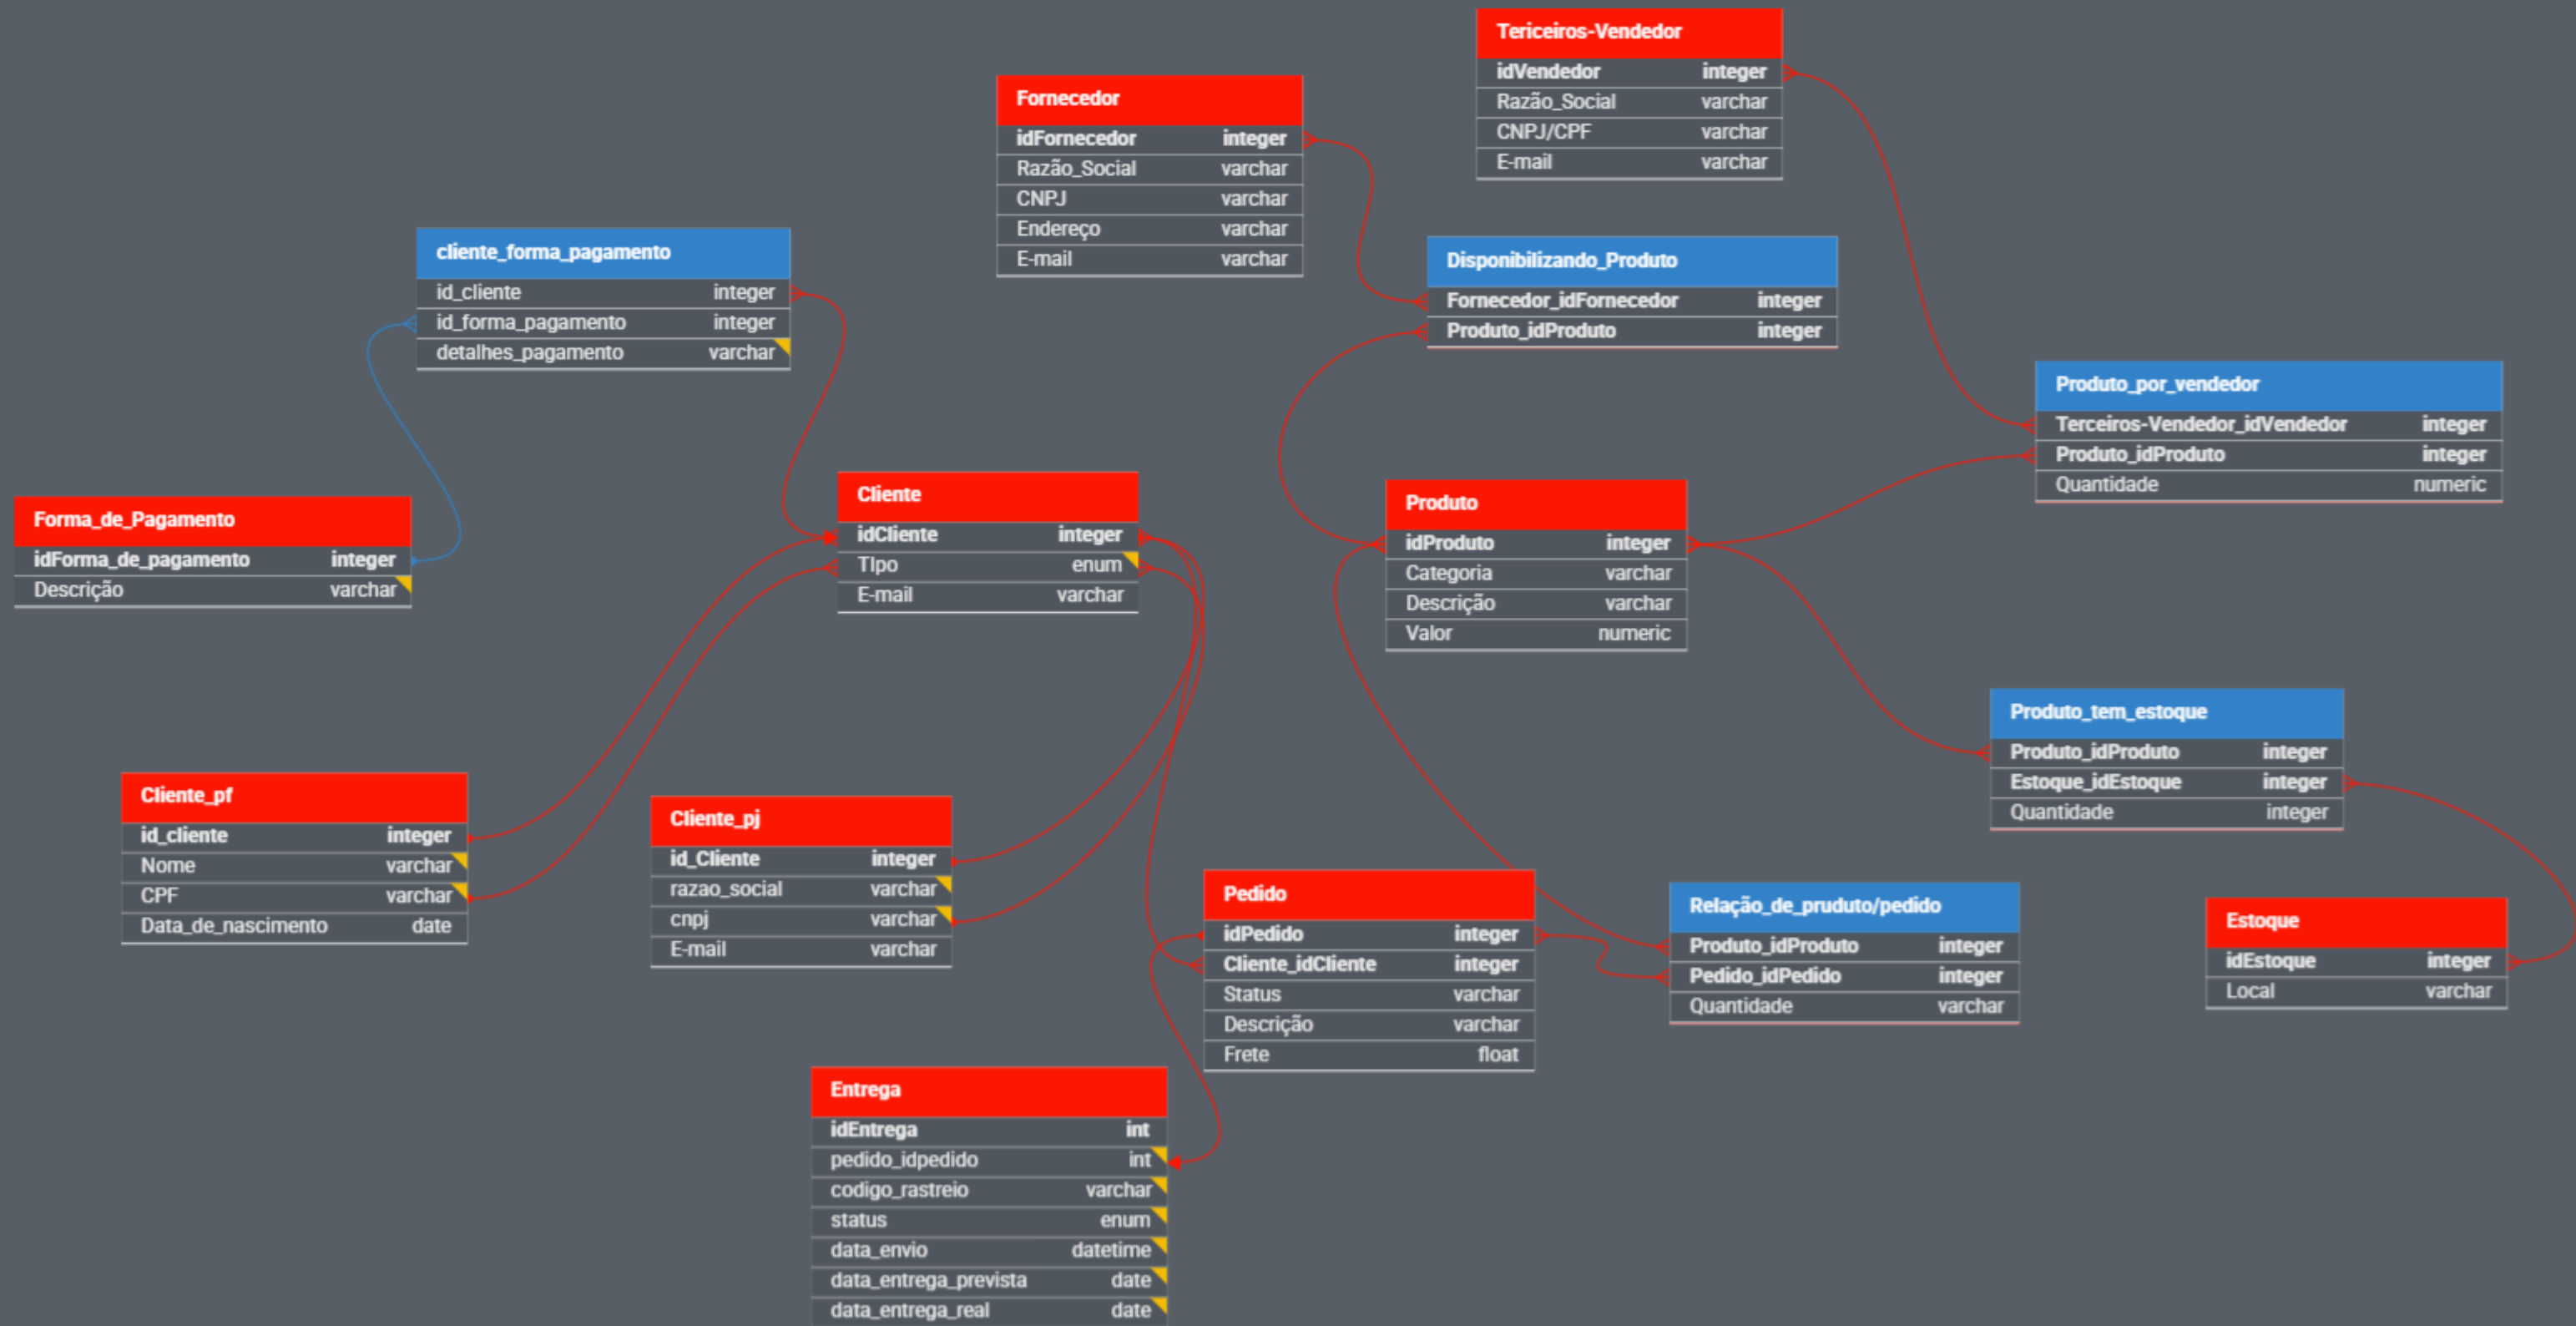 Tericeiros-Vendedor
idVendedor integer
Razão_Social varchar
CNPJ/CPF varchar
E-mail varchar
Fornecedor
idFornecedor integer
Razão_Social varchar
CNPJ varchar
Endereço varchar
E-mail varchar
cliente_forma_pagamento
id_cliente integer
id_forma_pagamento integer
detalhes_pagamento varchar
Disponibilizando_Produto
Fornecedor_idFornecedor integer
Produto_idProduto integer
Produto_por_vendedor
Terceiros-Vendedor_idVendedor integer
Produto_idProduto integer
Quantidade numeric
Forma_de_Pagamento
idForma_de_pagamento integer
Descrição varchar
Cliente
idCliente integer
TIpo enum
E-mail varchar
Produto
idProduto integer
Categoria varchar
Descrição varchar
Valor numeric
Produto_tem_estoque
Produto_idProduto integer
Estoque_idEstoque integer
Quantidade integer
Cliente_pf
id_cliente integer
Nome varchar
CPF varchar
Data_de_nascimento date
Cliente_pj
id_Cliente integer
razao_social varchar
cnpj varchar
E-mail varchar
Pedido
idPedido integer
Cliente_idCliente integer
Status varchar
Descrição varchar
Frete float
Relação_de_pruduto/pedido
Produto_idProduto integer
Pedido_idPedido integer
Quantidade varchar
Estoque
idEstoque integer
Local varchar
Entrega
idEntrega int
pedido_idpedido int
codigo_rastreio varchar
status enum
data_envio datetime
data_entrega_prevista date
data_entrega_real date